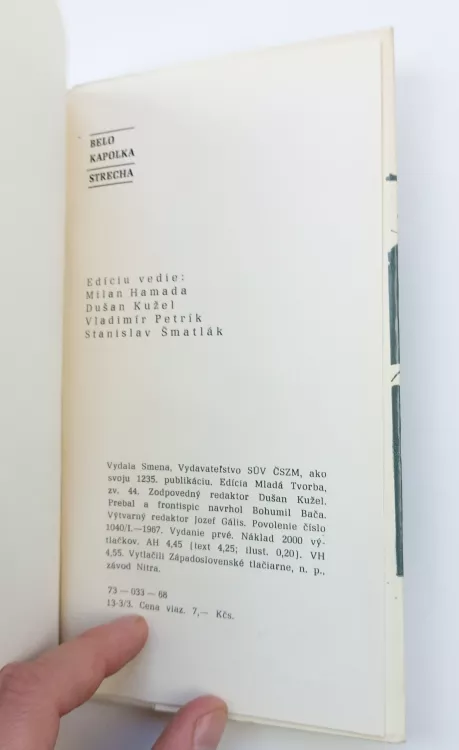 BELO
KAPOLKA
STRECHA
Edíciu vedie:
Milan Hamada
Dušan Kužel
Vladimír Petrík
Stanislav Šmatlák
Vydala Smena, Vydavateľstvo SÚV ČSZM, ako
svoju 1235. publikáciu. Edícia Mladá Tvorba,
zv. 44. Zodpovedný redaktor Dušan Kužel.
Prebal a frontispic navrhol Bohumil Bača.
Výtvarný redaktor Jozef Gális. Povolenie číslo
1040/I.—1967. Vydanie prvé. Náklad 2000 vý-
tlačkov. AH 4,45 (text 4,25; ilust. 0,20). VH
4,55. Vytlačili Západoslovenské tlačiarne, n. p.,
závod Nitra.
73 — 033 — 68
13-3/3. Cena viaz. 7,— Kčs.